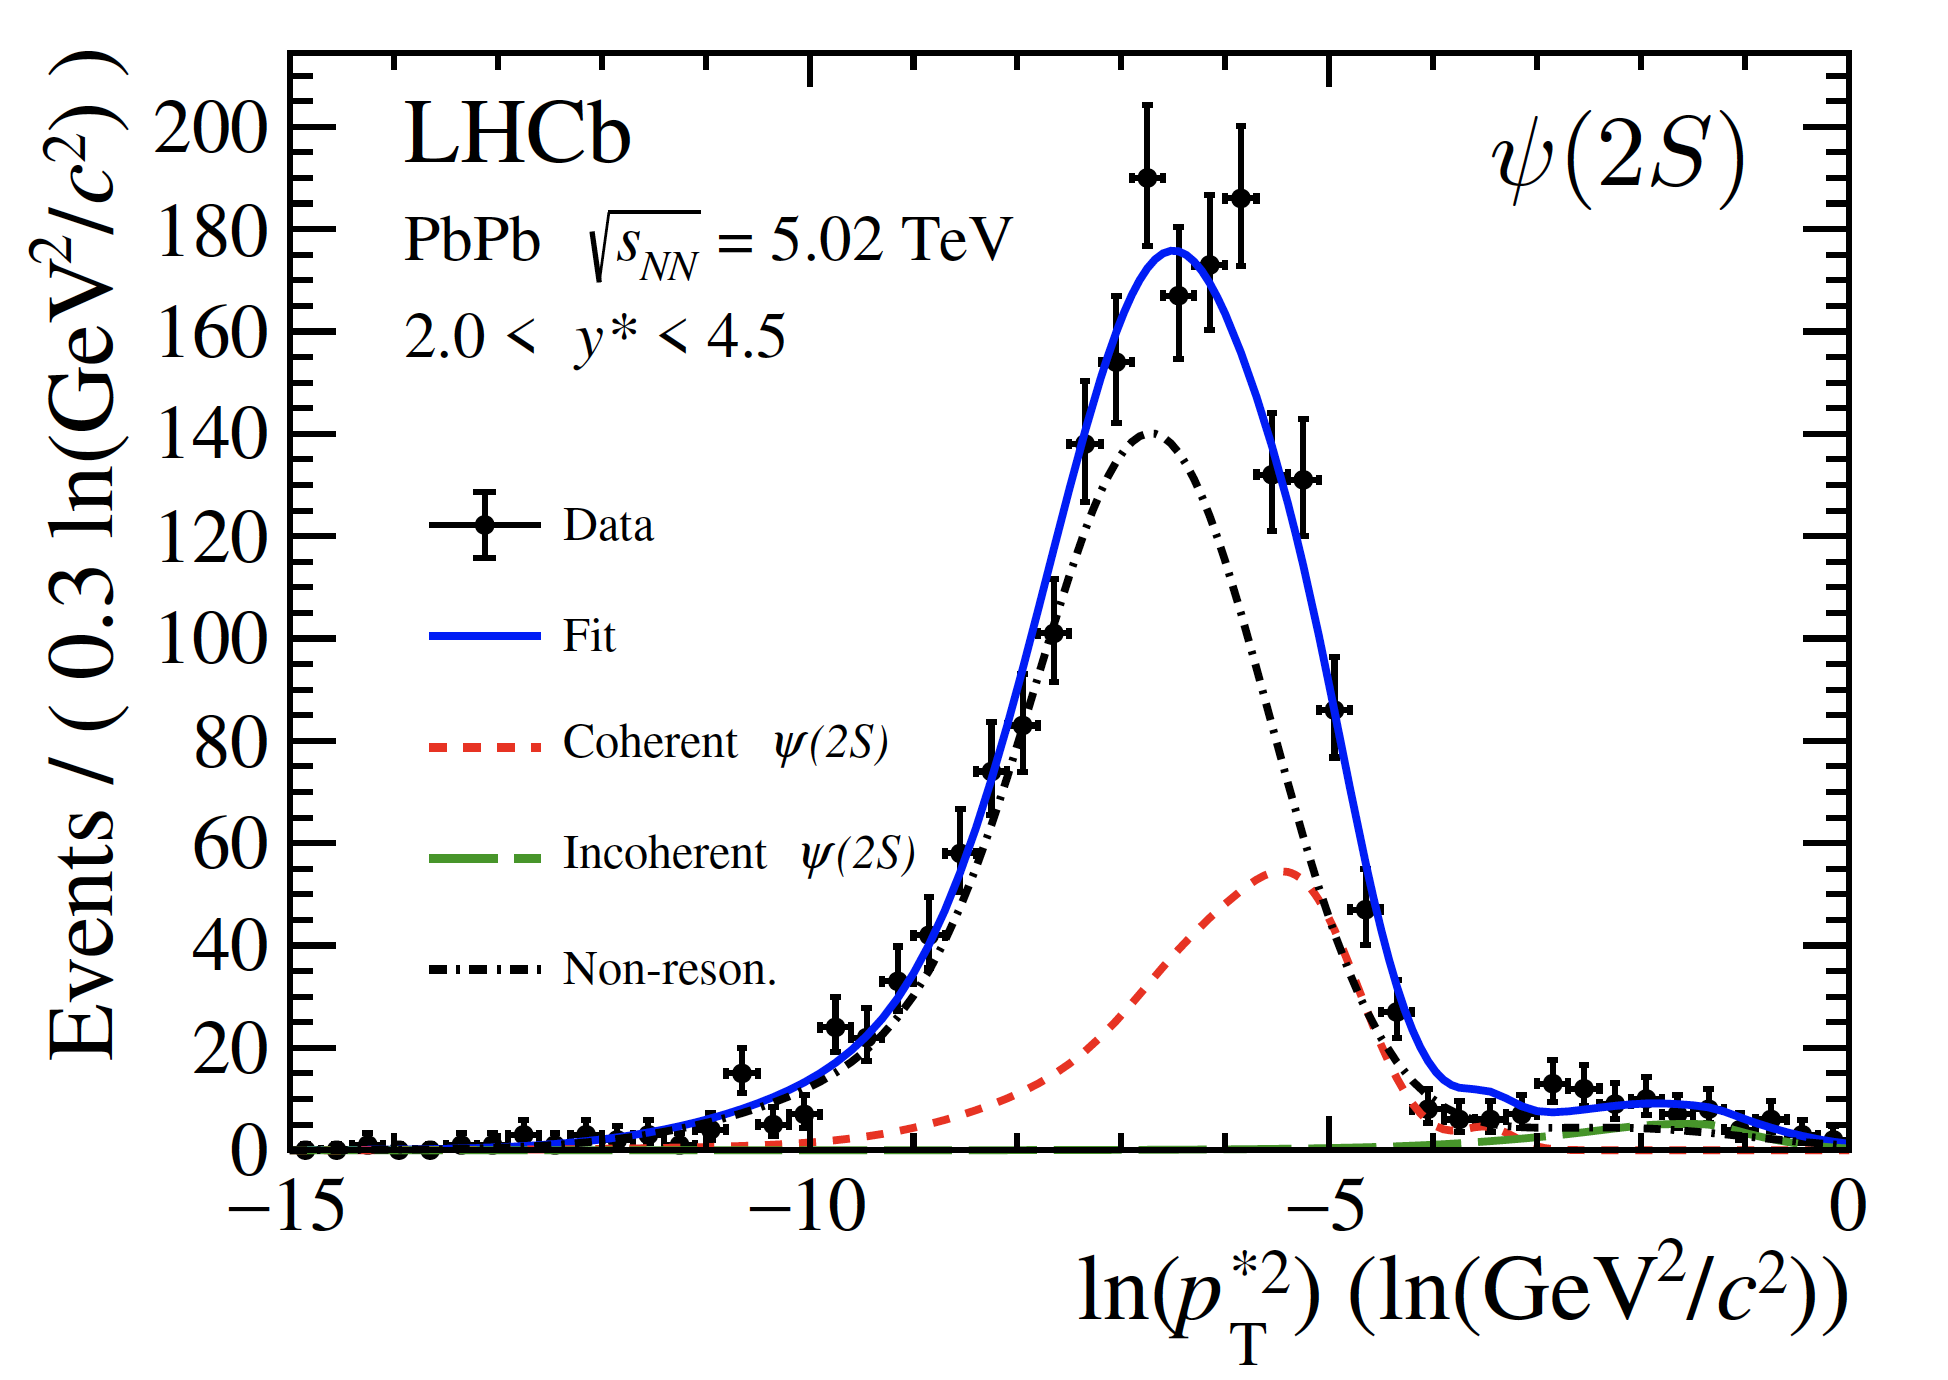 Events / ( 0.3 ln(GeV²/c²) )
200
180
160
140
120
100
80
60
40
20
0
LHCb
ψ(2S)
PbPb √s_NN = 5.02 TeV
2.0 < y* < 4.5
Data
Fit
Coherent ψ(2S)
Incoherent ψ(2S)
Non-reson.
−15 −10 −5 0
ln(p*²_T) (ln(GeV²/c²))